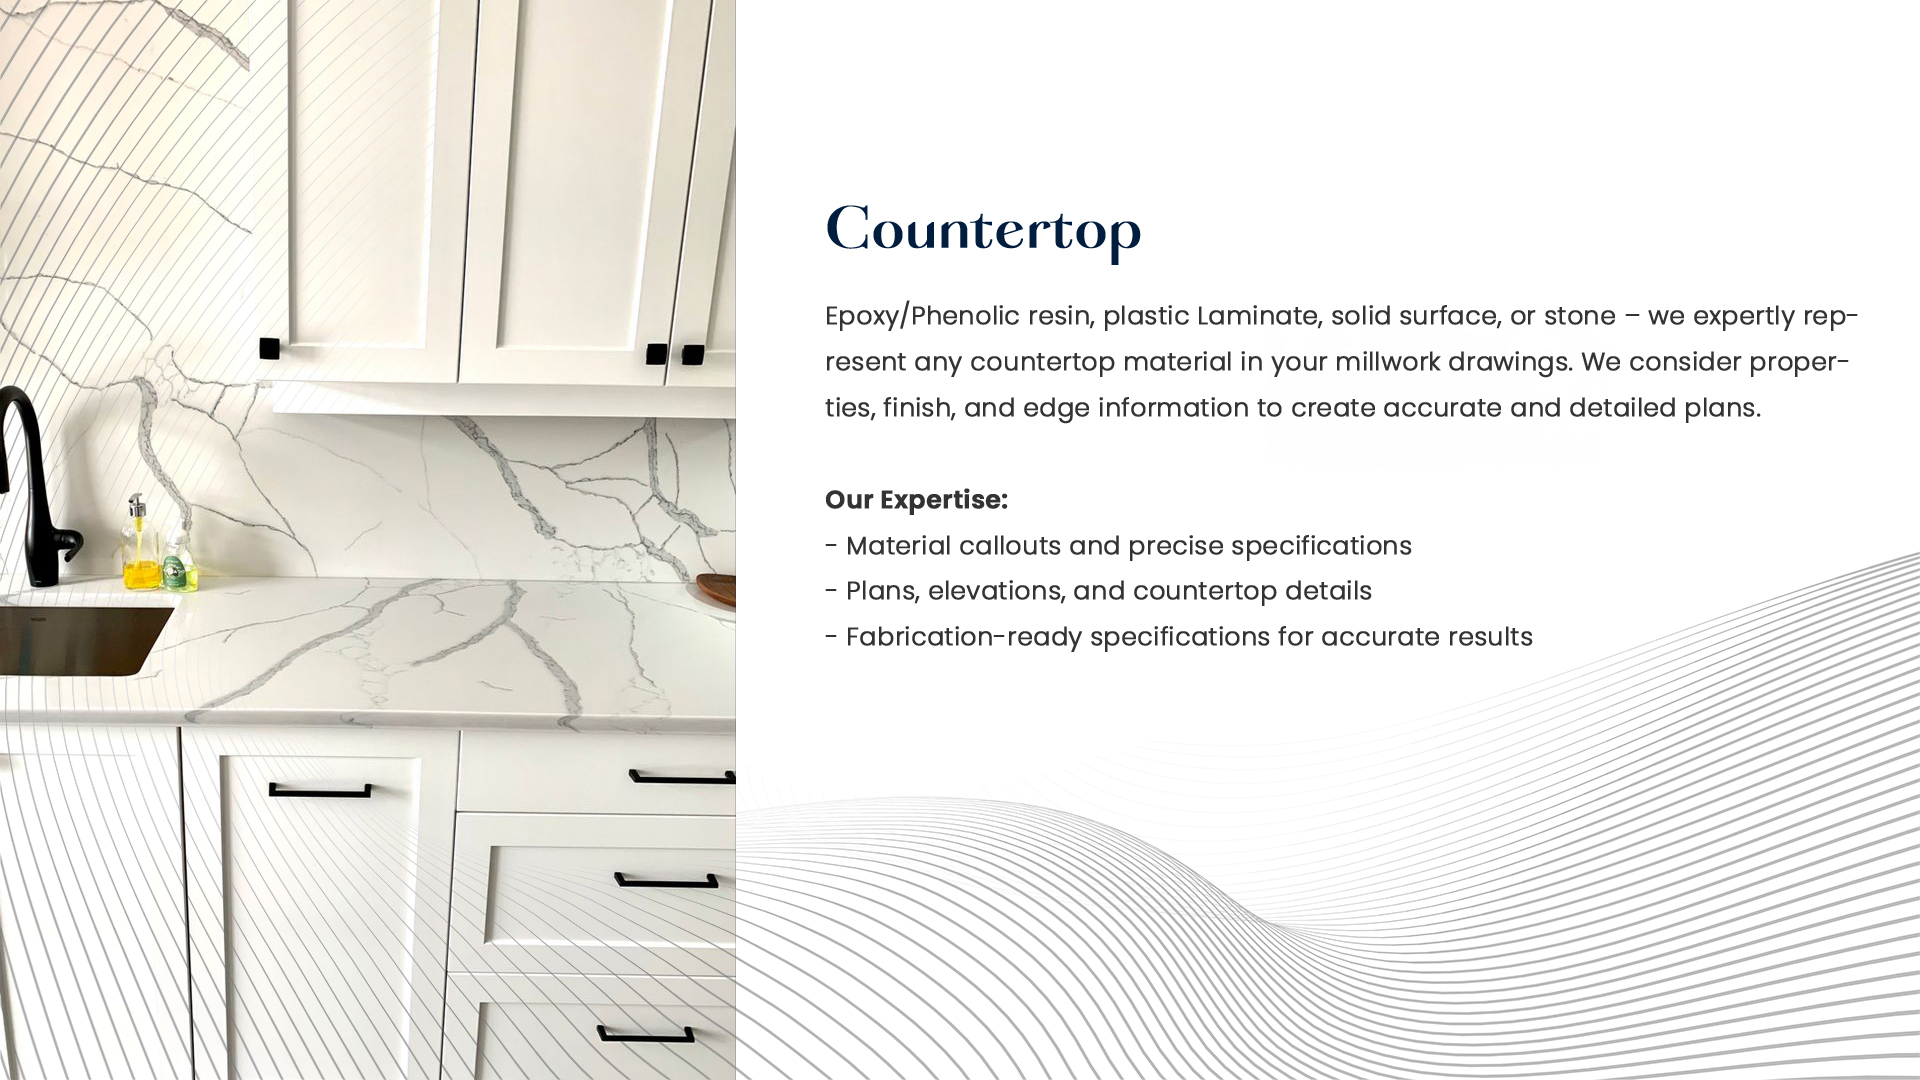 Countertop
Epoxy/Phenolic resin, plastic Laminate, solid surface, or stone – we expertly rep-
resent any countertop material in your millwork drawings. We consider proper-
ties, finish, and edge information to create accurate and detailed plans.
Our Expertise:
- Material callouts and precise specifications
- Plans, elevations, and countertop details
- Fabrication-ready specifications for accurate results